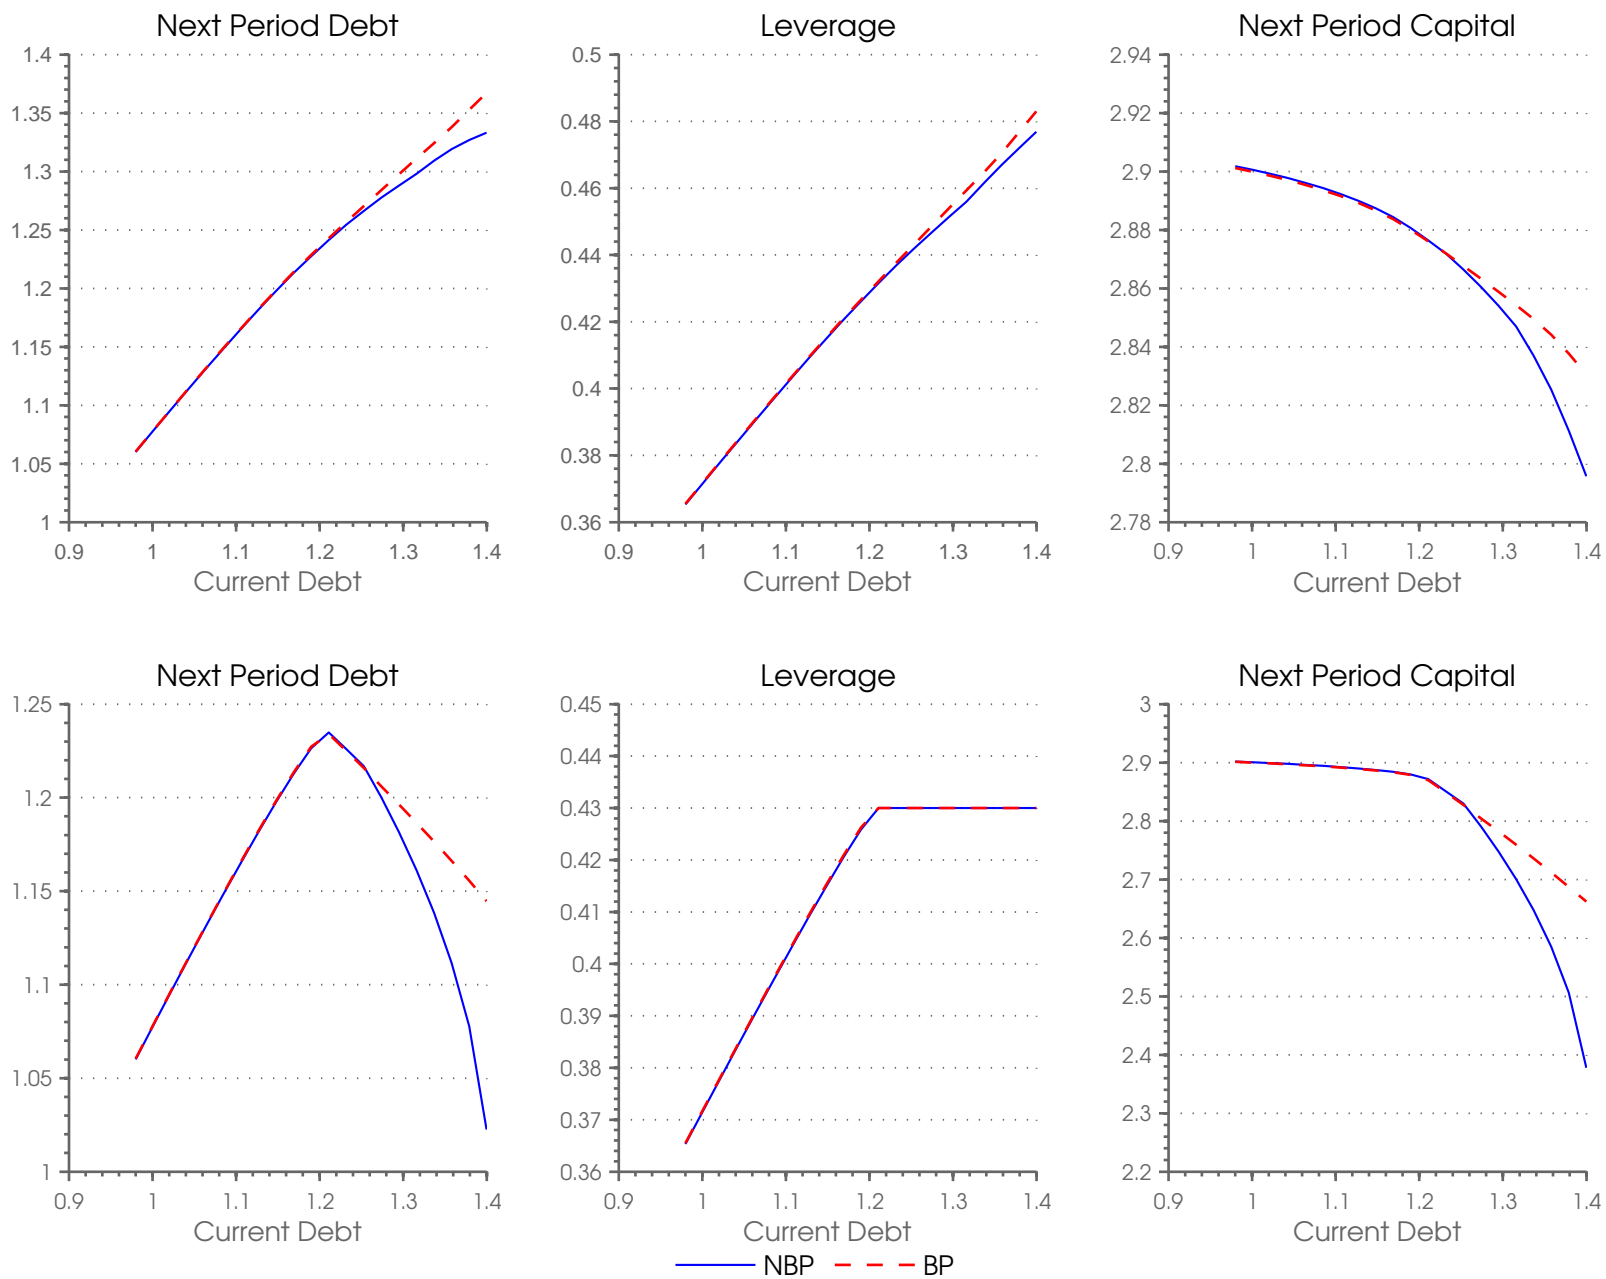 Next Period Debt
Leverage
Next Period Capital
1.4
1.35
1.3
1.25
1.2
1.15
1.1
1.05
1
0.9 1 1.1 1.2 1.3 1.4
Current Debt
0.5
0.48
0.46
0.44
0.42
0.4
0.38
0.36
0.9 1 1.1 1.2 1.3 1.4
Current Debt
2.94
2.92
2.9
2.88
2.86
2.84
2.82
2.8
2.78
0.9 1 1.1 1.2 1.3 1.4
Current Debt
Next Period Debt
Leverage
Next Period Capital
1.25
1.2
1.15
1.1
1.05
1
0.9 1 1.1 1.2 1.3 1.4
Current Debt
0.45
0.44
0.43
0.42
0.41
0.4
0.39
0.38
0.37
0.36
0.9 1 1.1 1.2 1.3 1.4
Current Debt
3
2.9
2.8
2.7
2.6
2.5
2.4
2.3
2.2
0.9 1 1.1 1.2 1.3 1.4
Current Debt
NBP BP